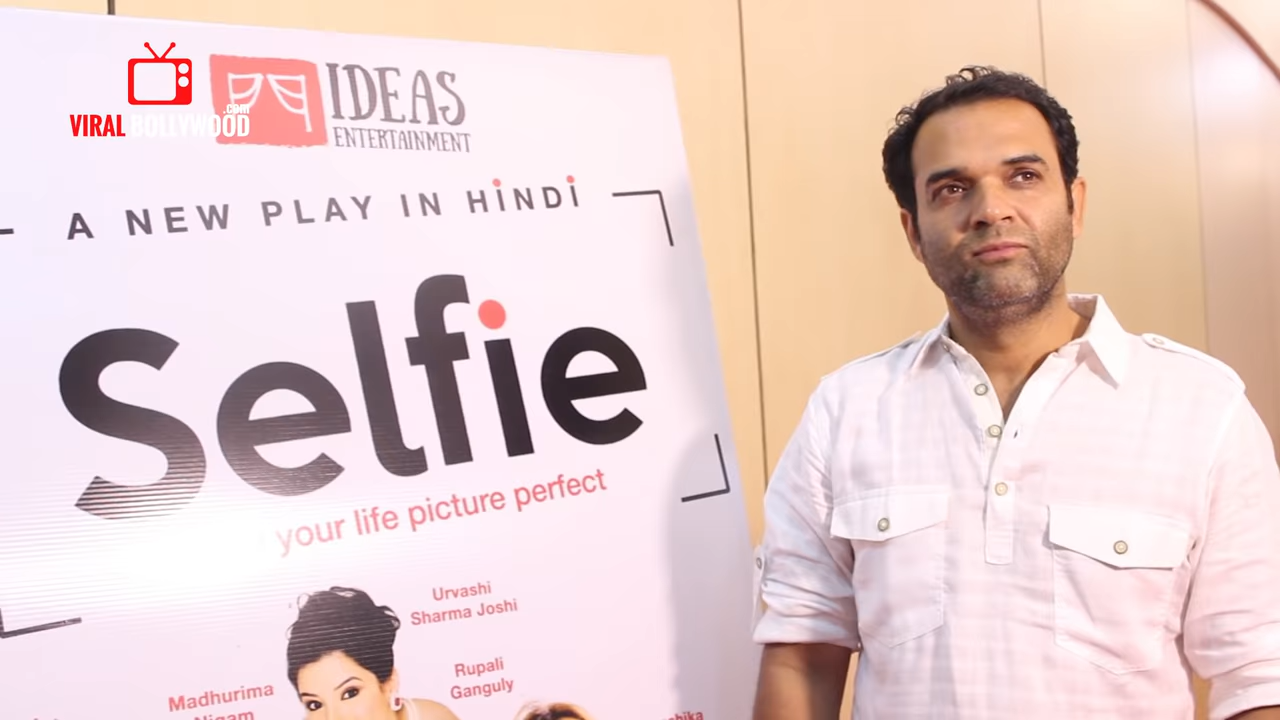 .com
VIRAL BOLLYWOOD
IDEAS
ENTERTAINMENT
A NEW PLAY IN HiNDi
Selfie
your life picture perfect
Urvashi
Sharma Joshi
Rupali
Ganguly
Madhurima
Nigam